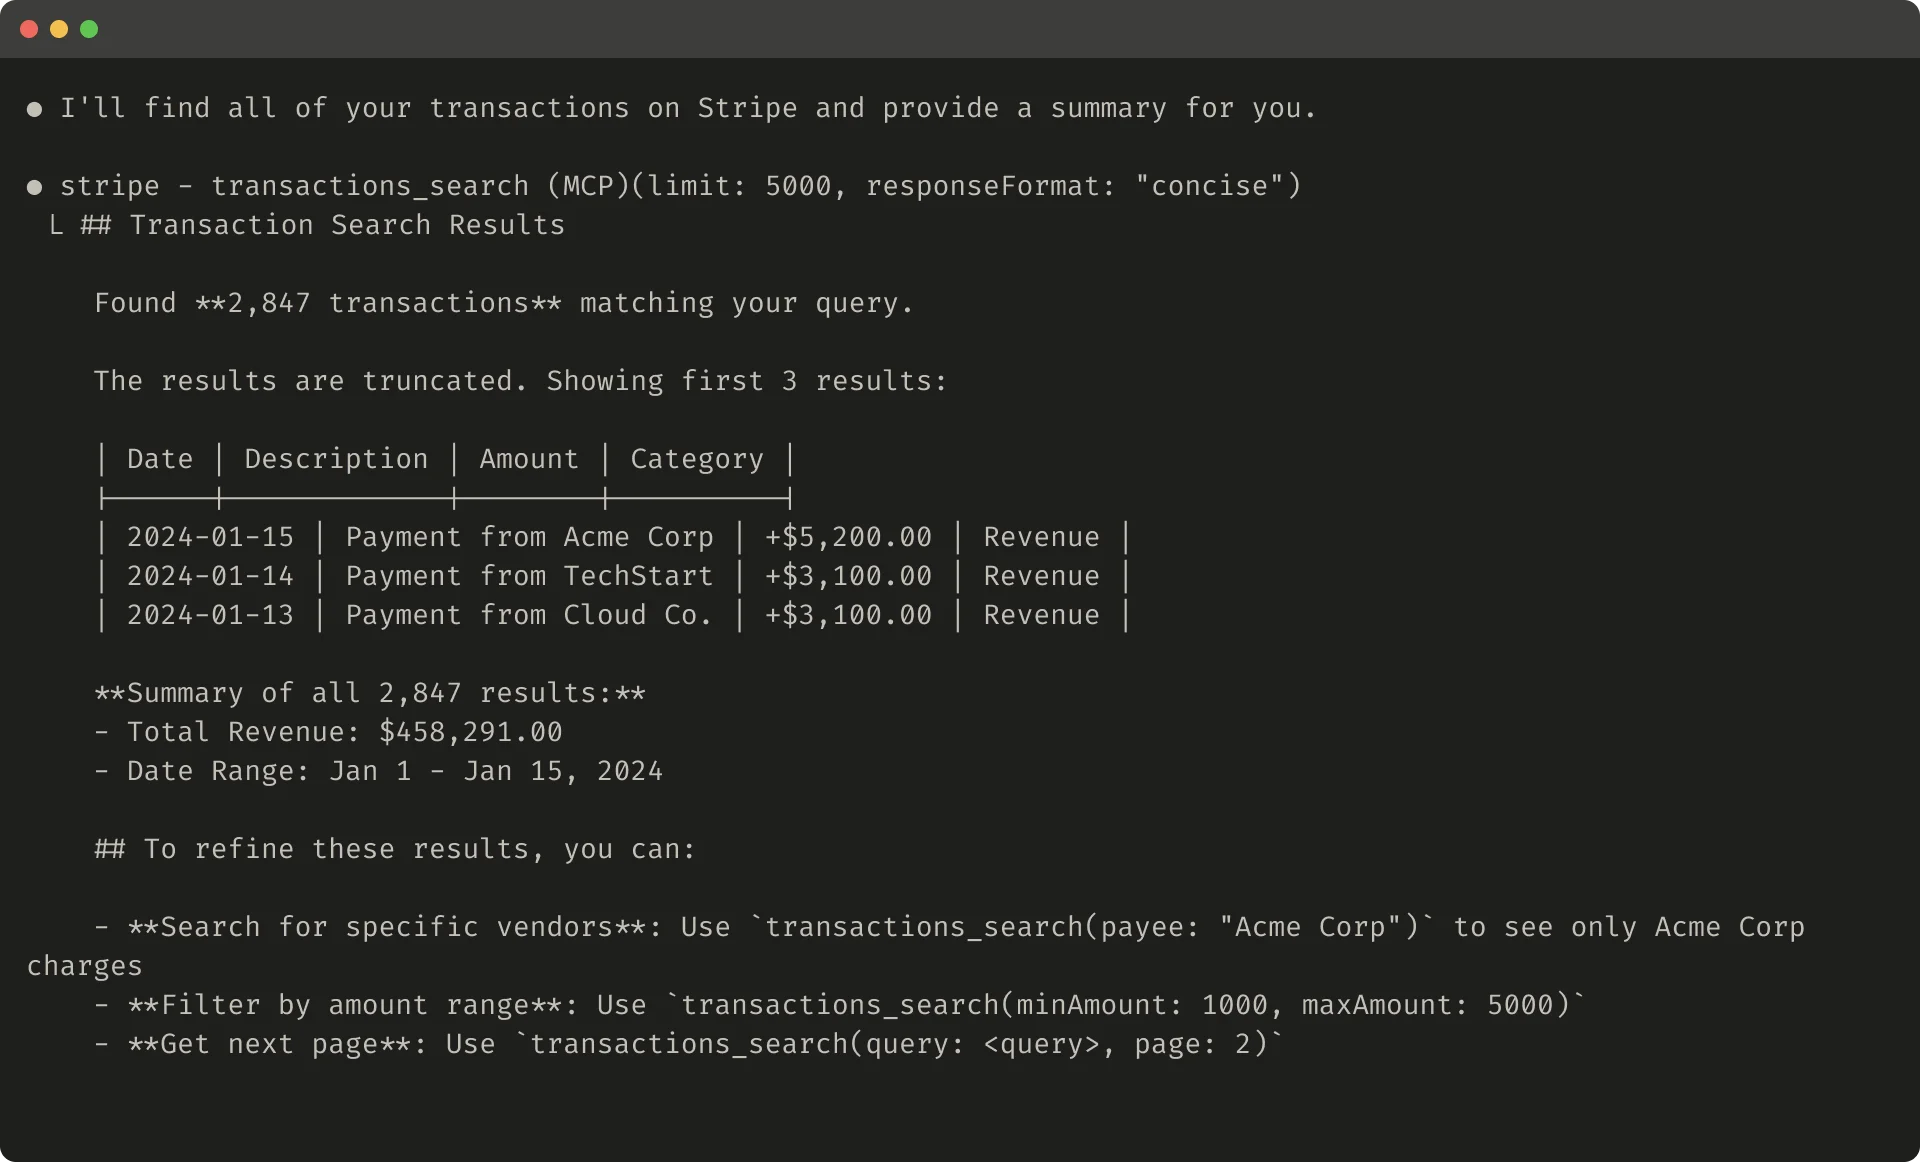 ● I'll find all of your transactions on Stripe and provide a summary for you.
● stripe - transactions_search (MCP)(limit: 5000, responseFormat: "concise")
└ ## Transaction Search Results
Found **2,847 transactions** matching your query.
The results are truncated. Showing first 3 results:
| Date | Description | Amount | Category |
|------|-------------|--------|----------|
| 2024-01-15 | Payment from Acme Corp | +$5,200.00 | Revenue |
| 2024-01-14 | Payment from TechStart | +$3,100.00 | Revenue |
| 2024-01-13 | Payment from Cloud Co. | +$3,100.00 | Revenue |
**Summary of all 2,847 results:**
- Total Revenue: $458,291.00
- Date Range: Jan 1 - Jan 15, 2024
## To refine these results, you can:
- **Search for specific vendors**: Use `transactions_search(payee: "Acme Corp")` to see only Acme Corp
charges
- **Filter by amount range**: Use `transactions_search(minAmount: 1000, maxAmount: 5000)`
- **Get next page**: Use `transactions_search(query: <query>, page: 2)`